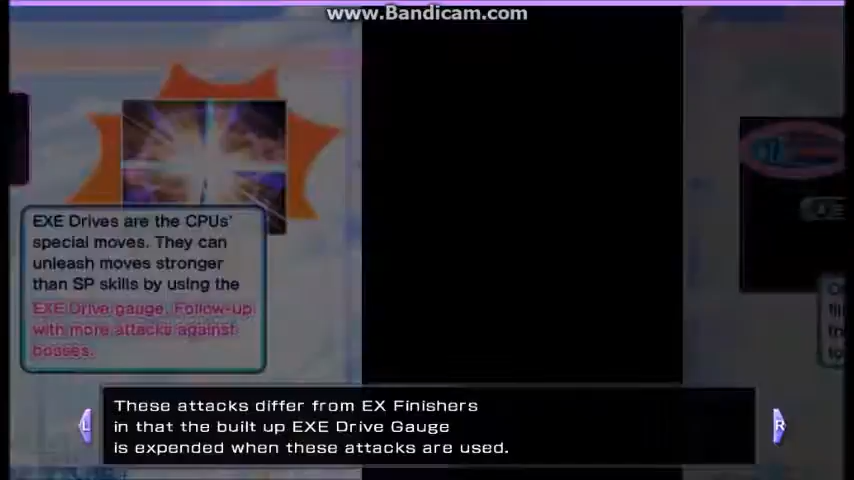 www.Bandicam.com
EXE Drives are the CPUs'
special moves. They can
unleash moves stronger
than SP skills by using the
EXE Drive gauge. Follow-up
with more attacks against
bosses.
These attacks differ from EX Finishers
in that the built up EXE Drive Gauge
is expended when these attacks are used.
L
R